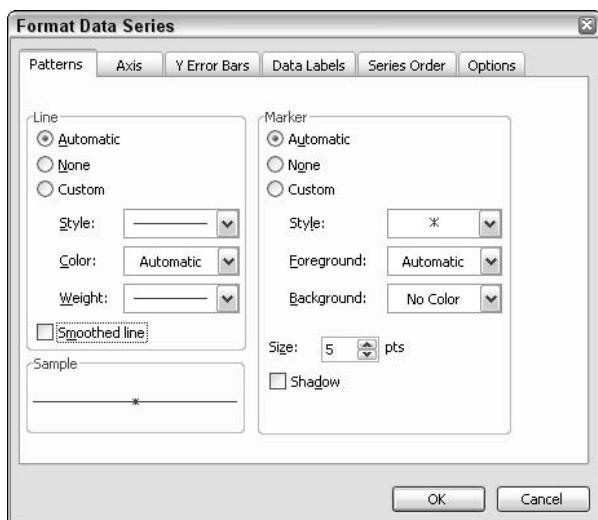 Format Data Series
Patterns Axis Y Error Bars Data Labels Series Order Options
Line
Automatic
None
Custom
Style:
Color: Automatic
Weight:
Smoothed line
Sample
Marker
Automatic
None
Custom
Style:
Foreground: Automatic
Background: No Color
Size: 5 pts
Shadow
OK Cancel